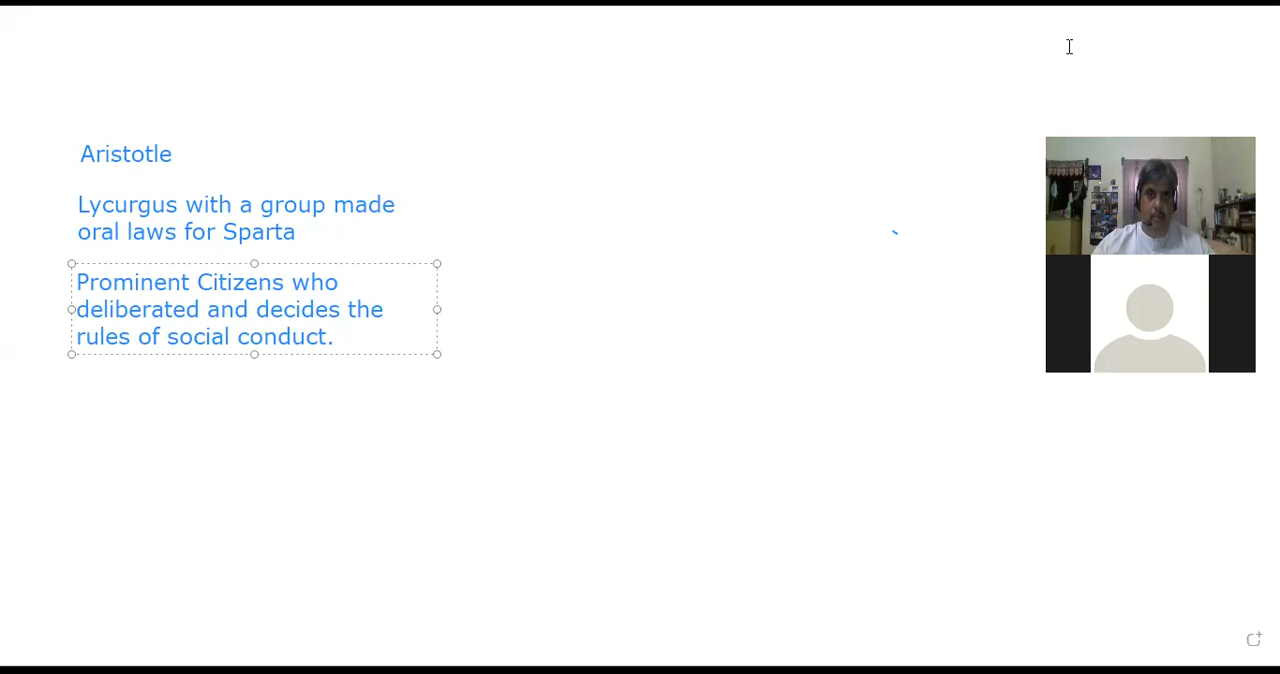 Aristotle
Lycurgus with a group made
oral laws for Sparta
Prominent Citizens who
deliberated and decides the
rules of social conduct.